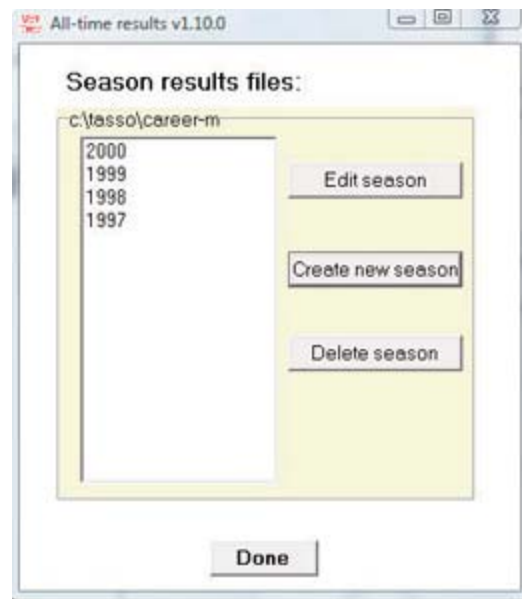 All-time results v1.10.0
Season results files:
c:\tasso\career-m
2000
1999
1998
1997
Edit season
Create new season
Delete season
Done